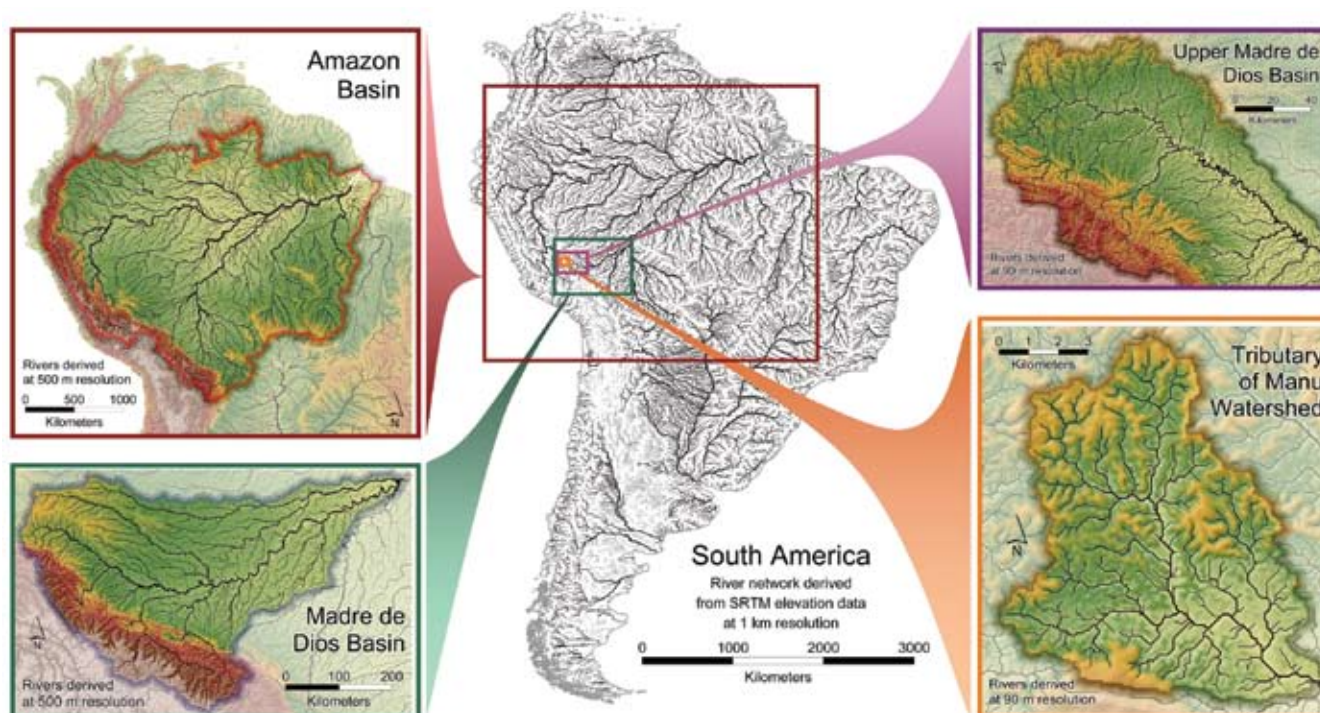 Amazon
Basin
Rivers derived
at 500 m resolution
0 500 1000
Kilometers
N
Madre de
Dios Basin
0 100 200
Kilometers
Rivers derived
at 500 m resolution
N
South America
River network derived
from SRTM elevation data
at 1 km resolution
0 1000 2000 3000
Kilometers
Upper Madre de
Dios Basin
0 20 40
Kilometers
N
Rivers derived
at 90 m resolution
0 1 2 3
Kilometers
Tributary
of Manu
Watershed
N
Rivers derived
at 90 m resolution